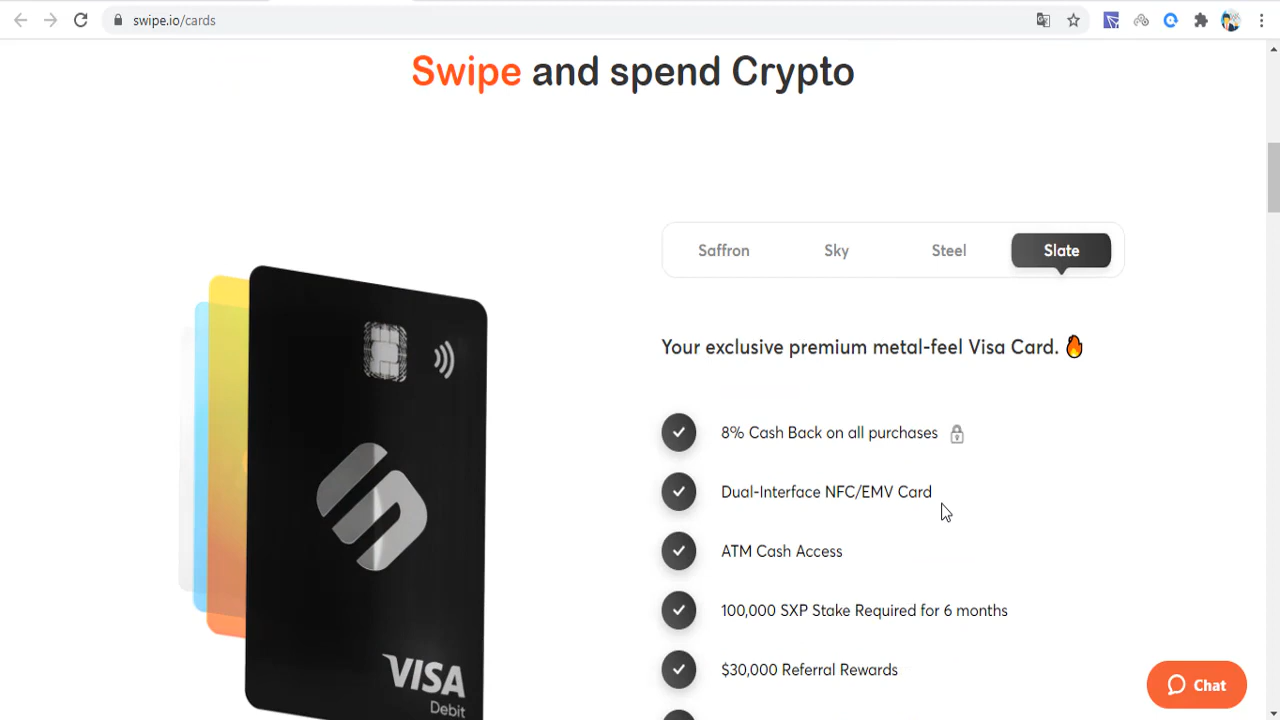 swipe.io/cards
Swipe and spend Crypto
Saffron Sky Steel Slate
Your exclusive premium metal-feel Visa Card. 🔥
8% Cash Back on all purchases
Dual-Interface NFC/EMV Card
ATM Cash Access
100,000 SXP Stake Required for 6 months
$30,000 Referral Rewards
VISA
Debit
Chat